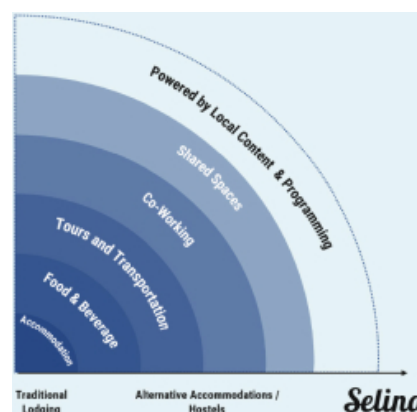 Powered by Local Content & Programming
Shared Spaces
Co-Working
Tours and Transportation
Food & Beverage
Accommodation
Traditional
Lodging
Alternative Accommodations /
Hostels
Selina